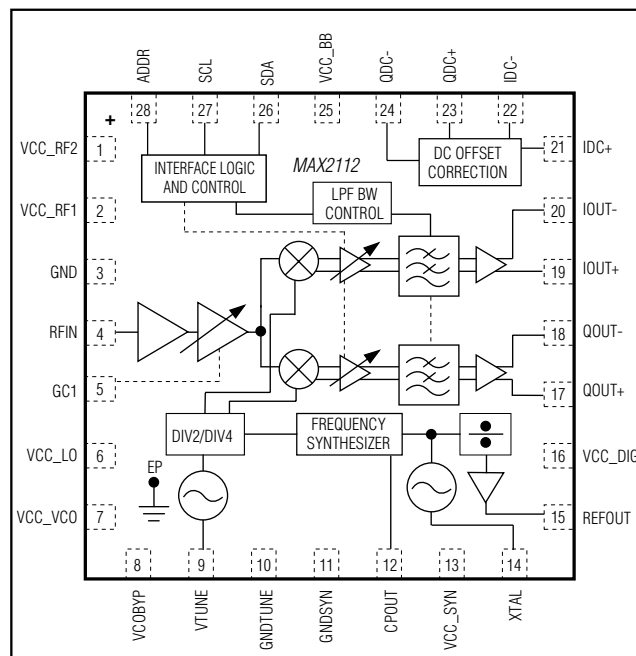 ADDR
SCL
SDA
VCC_BB
QDC-
QDC+
IDC-
28
27
26
25
24
23
22
+
VCC_RF2
1
VCC_RF1
2
GND
3
RFIN
4
GC1
5
VCC_LO
6
VCC_VCO
7
INTERFACE LOGIC
AND CONTROL
MAX2112
LPF BW
CONTROL
DC OFFSET
CORRECTION
DIV2/DIV4
FREQUENCY
SYNTHESIZER
EP
21
IDC+
20
IOUT-
19
IOUT+
18
QOUT-
17
QOUT+
16
VCC_DIG
15
REFOUT
8
9
10
11
12
13
14
VCOBYP
VTUNE
GNDTUNE
GNDSYN
CPOUT
VCC_SYN
XTAL